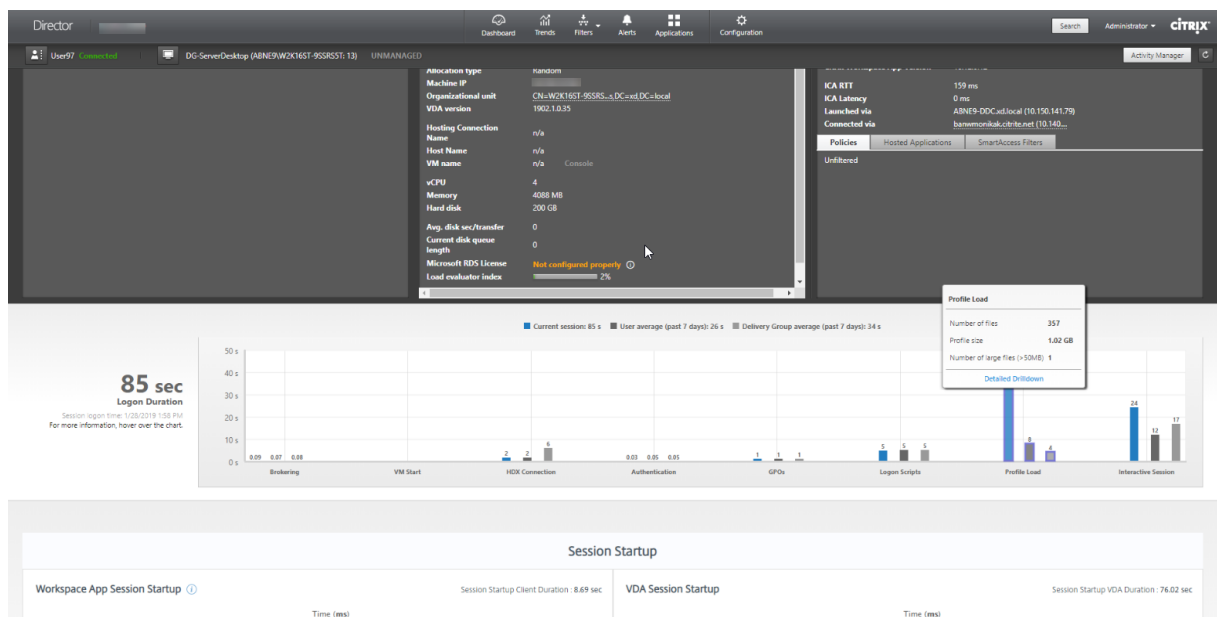 Director
Dashboard
Trends
Filters
Alerts
Applications
Configuration
Search
Administrator
CİTRIX
User97 Connected
DG-ServerDesktop (ABNE9\W2K16ST-9SSRS5T: 13) UNMANAGED
Activity Manager
Allocation type Random
Machine IP
Organizational unit CN=W2K16ST-9SSRS...s,DC=xd,DC=local
VDA version 1902.1.0.35
Hosting Connection
Name n/a
Host Name n/a
VM name n/a Console
vCPU 4
Memory 4088 MB
Hard disk 200 GB
Avg. disk sec/transfer 0
Current disk queue
length 0
Microsoft RDS License Not configured properly
Load evaluator index 2%
ICA RTT 159 ms
ICA Latency 0 ms
Launched via ABNE9-DDC.xd.local (10.150.141.79)
Connected via banwmonikak.citrite.net (10.140...
Policies Hosted Applications SmartAccess Filters
Unfiltered
Profile Load
Number of files 357
Profile size 1.02 GB
Number of large files (>50MB) 1
Detailed Drilldown
Current session: 85 s User average (past 7 days): 26 s Delivery Group average (past 7 days): 34 s
85 sec
Logon Duration
Session logon time: 1/28/2019 1:58 PM
For more information, hover over the chart.
50 s
40 s
30 s
20 s
10 s
0 s
0.09 0.07 0.08
2 2 6
0.03 0.05 0.05
1 1 1
5 5 5
8 4
24 12 17
Brokering VM Start HDX Connection Authentication GPOs Logon Scripts Profile Load Interactive Session
Session Startup
Workspace App Session Startup
Session Startup Client Duration : 8.69 sec
Time (ms)
VDA Session Startup
Session Startup VDA Duration : 76.02 sec
Time (ms)